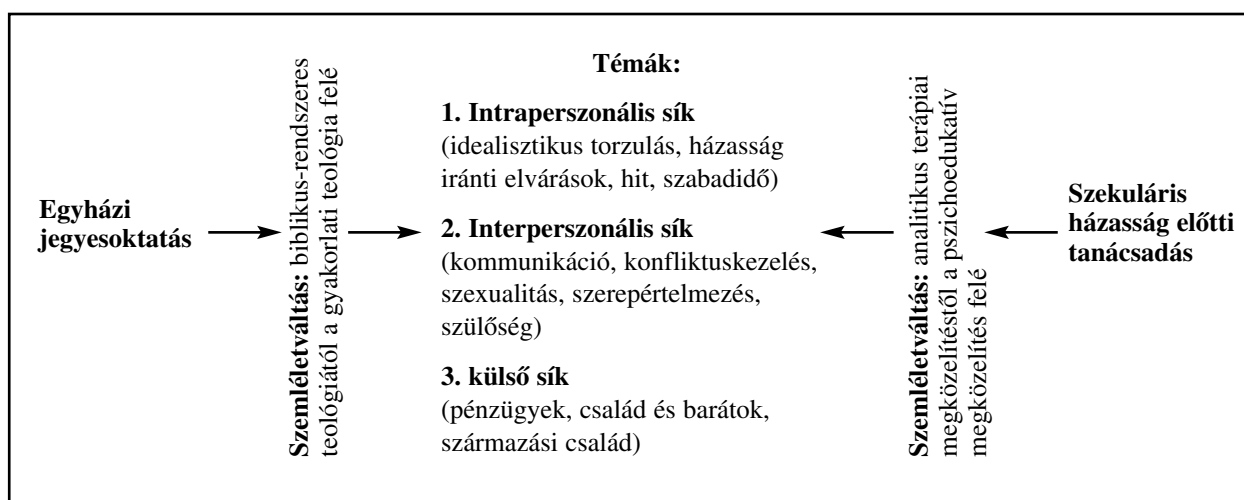 Egyházi
jegyesoktatás
Szemléletváltás: biblikus-rendszeres
teológiától a gyakorlati teológia felé
Témák:
1. Intraperszonális sík
(idealisztikus torzulás, házasság
iránti elvárások, hit, szabadidő)
2. Interperszonális sík
(kommunikáció, konfliktuskezelés,
szexualitás, szerepértelmezés,
szülőség)
3. külső sík
(pénzügyek, család és barátok,
származási család)
Szemléletváltás: analitikus terápiai
megközelítéstől a pszichoedukatív
megközelítés felé
Szekuláris
házasság előtti
tanácsadás